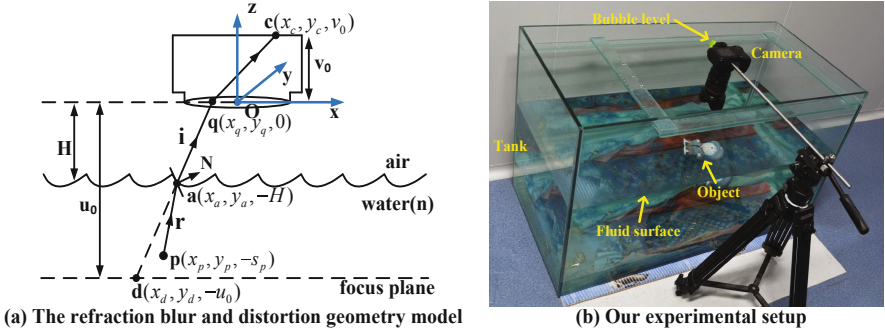 z
c(x_c, y_c, v_0)
v_0
y
O
x
q(x_q, y_q, 0)
H
i
N
air
a(x_a, y_a, -H)
water(n)
u_0
r
p(x_p, y_p, -s_p)
d(x_d, y_d, -u_0)
focus plane
(a) The refraction blur and distortion geometry model
Bubble level
Camera
Tank
Object
Fluid surface
(b) Our experimental setup